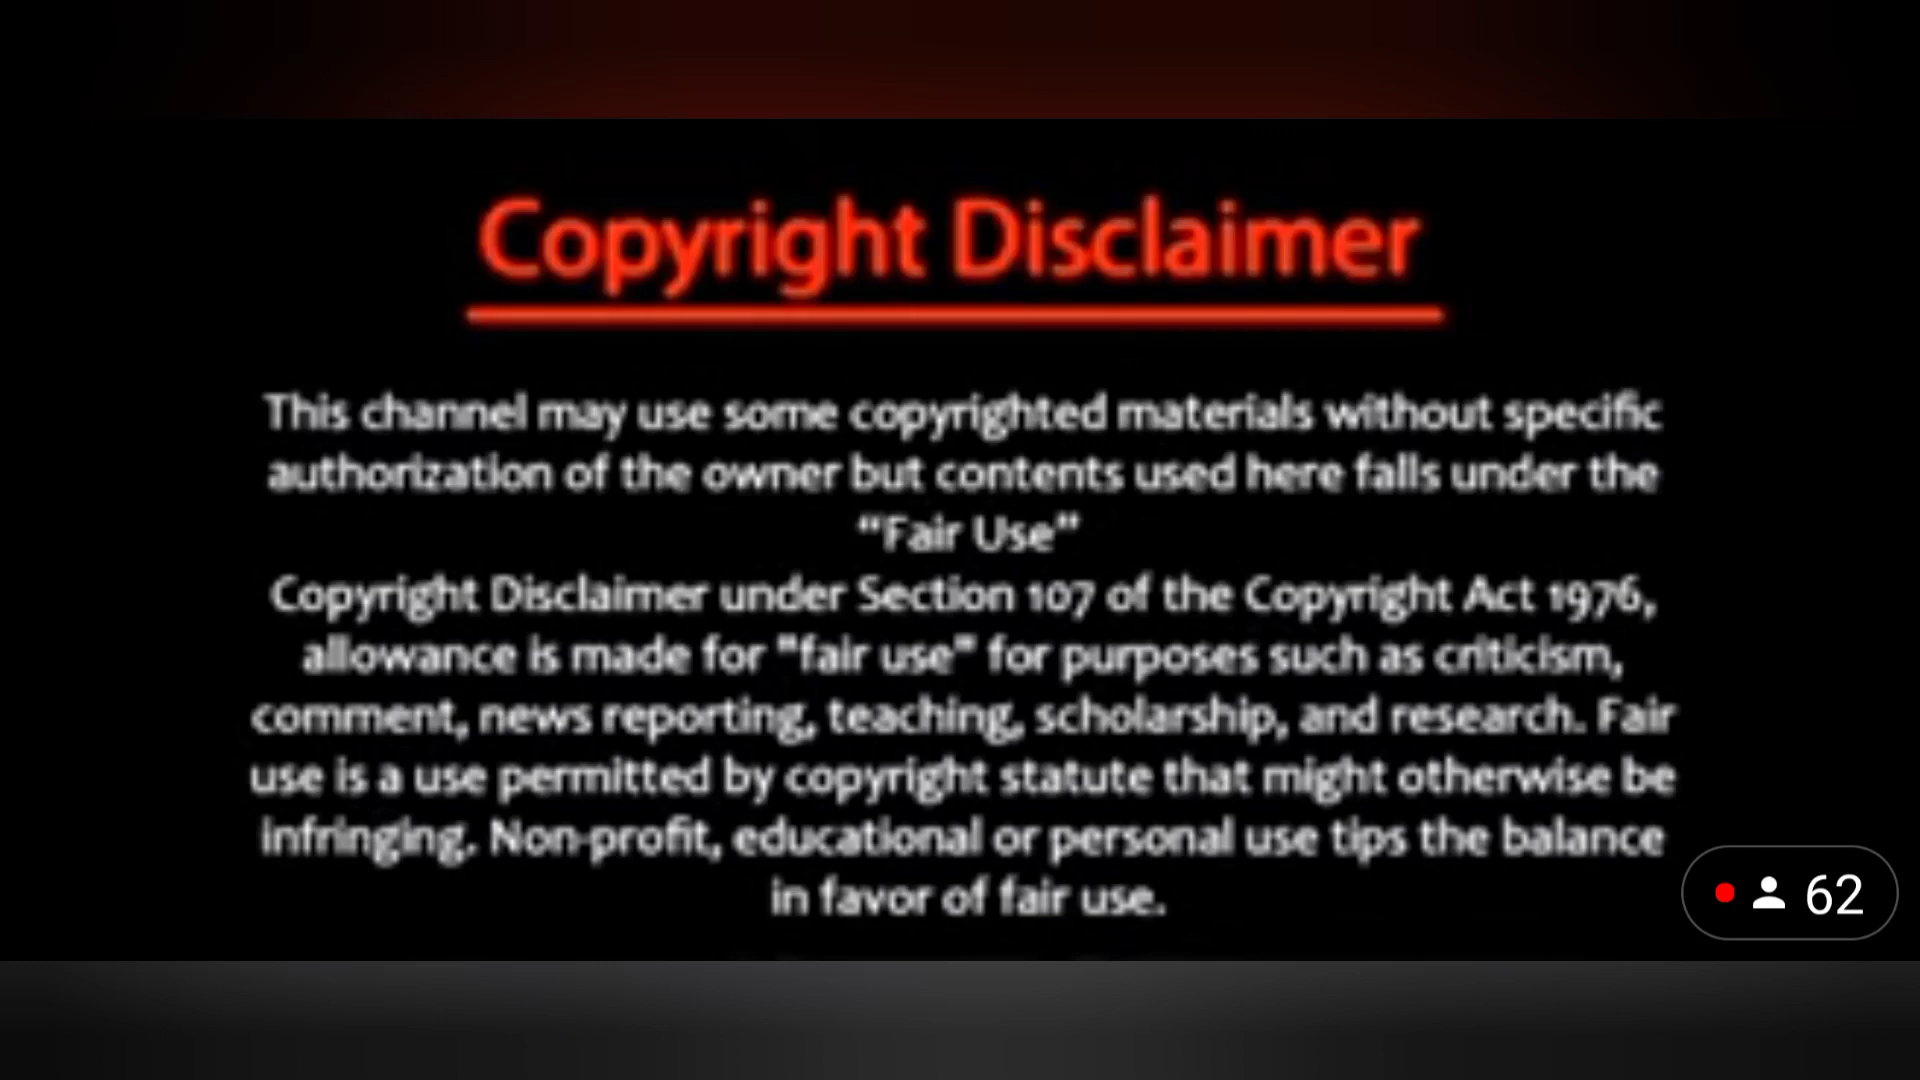 Copyright Disclaimer
This channel may use some copyrighted materials without specific
authorization of the owner but contents used here falls under the
“Fair Use”
Copyright Disclaimer under Section 107 of the Copyright Act 1976,
allowance is made for "fair use" for purposes such as criticism,
comment, news reporting, teaching, scholarship, and research. Fair
use is a use permitted by copyright statute that might otherwise be
infringing. Non-profit, educational or personal use tips the balance
in favor of fair use.
62